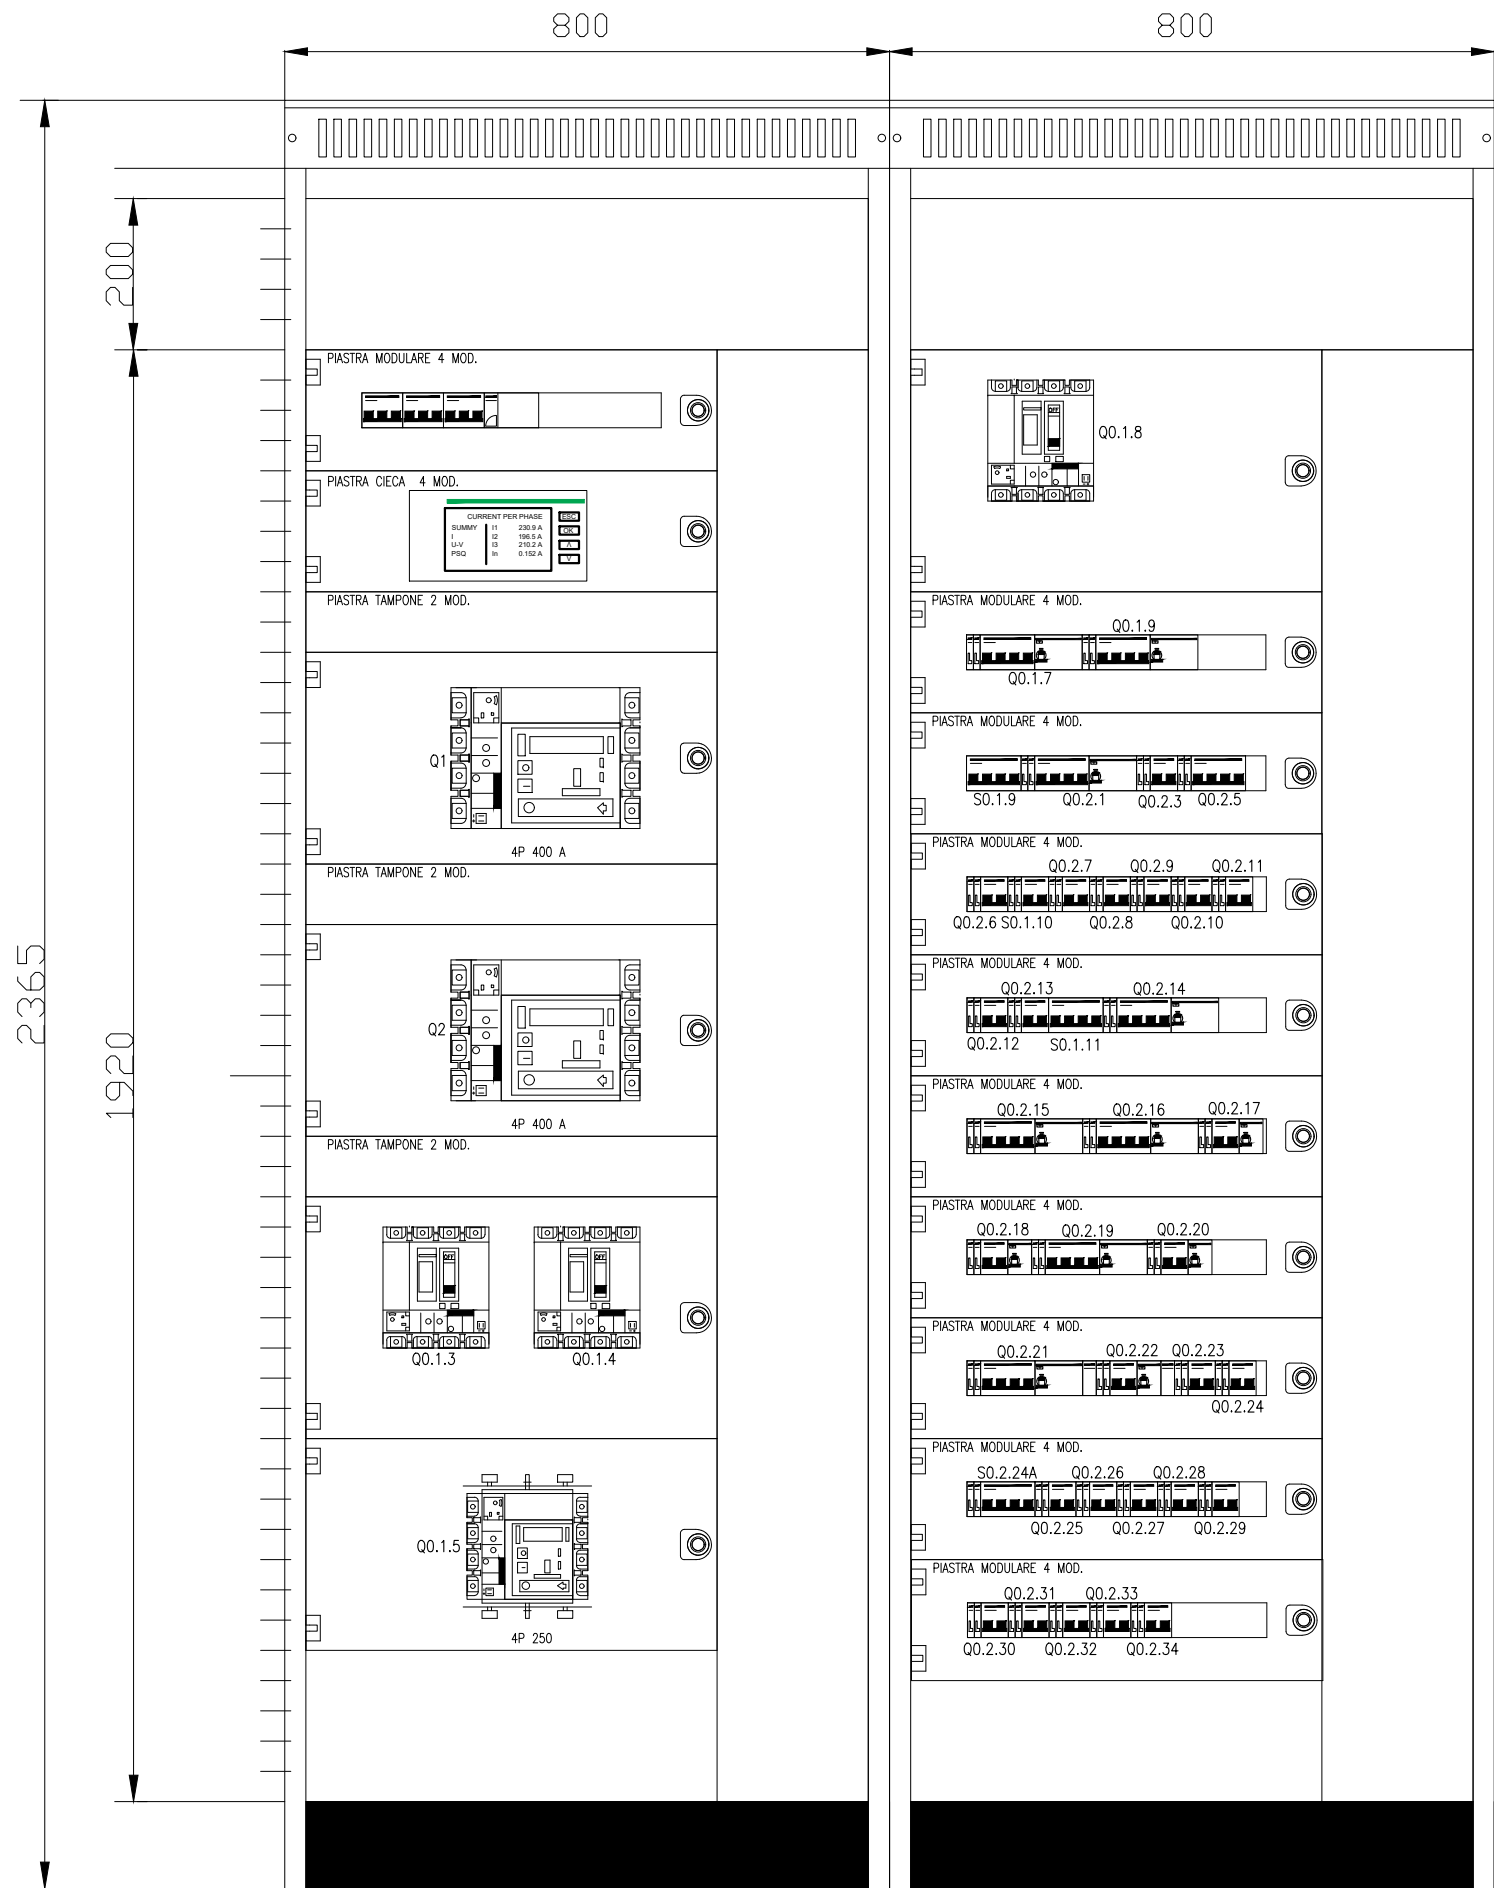 800
800
200
2365
1920
PIASTRA MODULARE 4 MOD.
PIASTRA CIECA 4 MOD.
CURRENT PER PHASE
SUMMY I1 230.9 A
I I2 196.5 A
U-V I3 210.2 A
PSQ In 0.152 A
ESC
OK
PIASTRA TAMPONE 2 MOD.
Q1
4P 400 A
PIASTRA TAMPONE 2 MOD.
Q2
4P 400 A
PIASTRA TAMPONE 2 MOD.
OFF
OFF
Q0.1.3
Q0.1.4
Q0.1.5
4P 250
OFF
Q0.1.8
PIASTRA MODULARE 4 MOD.
Q0.1.9
Q0.1.7
PIASTRA MODULARE 4 MOD.
S0.1.9 Q0.2.1 Q0.2.3 Q0.2.5
PIASTRA MODULARE 4 MOD.
Q0.2.7 Q0.2.9 Q0.2.11
Q0.2.6 S0.1.10 Q0.2.8 Q0.2.10
PIASTRA MODULARE 4 MOD.
Q0.2.13 Q0.2.14
Q0.2.12 S0.1.11
PIASTRA MODULARE 4 MOD.
Q0.2.15 Q0.2.16 Q0.2.17
PIASTRA MODULARE 4 MOD.
Q0.2.18 Q0.2.19 Q0.2.20
PIASTRA MODULARE 4 MOD.
Q0.2.21 Q0.2.22 Q0.2.23
Q0.2.24
PIASTRA MODULARE 4 MOD.
S0.2.24A Q0.2.26 Q0.2.28
Q0.2.25 Q0.2.27 Q0.2.29
PIASTRA MODULARE 4 MOD.
Q0.2.31 Q0.2.33
Q0.2.30 Q0.2.32 Q0.2.34